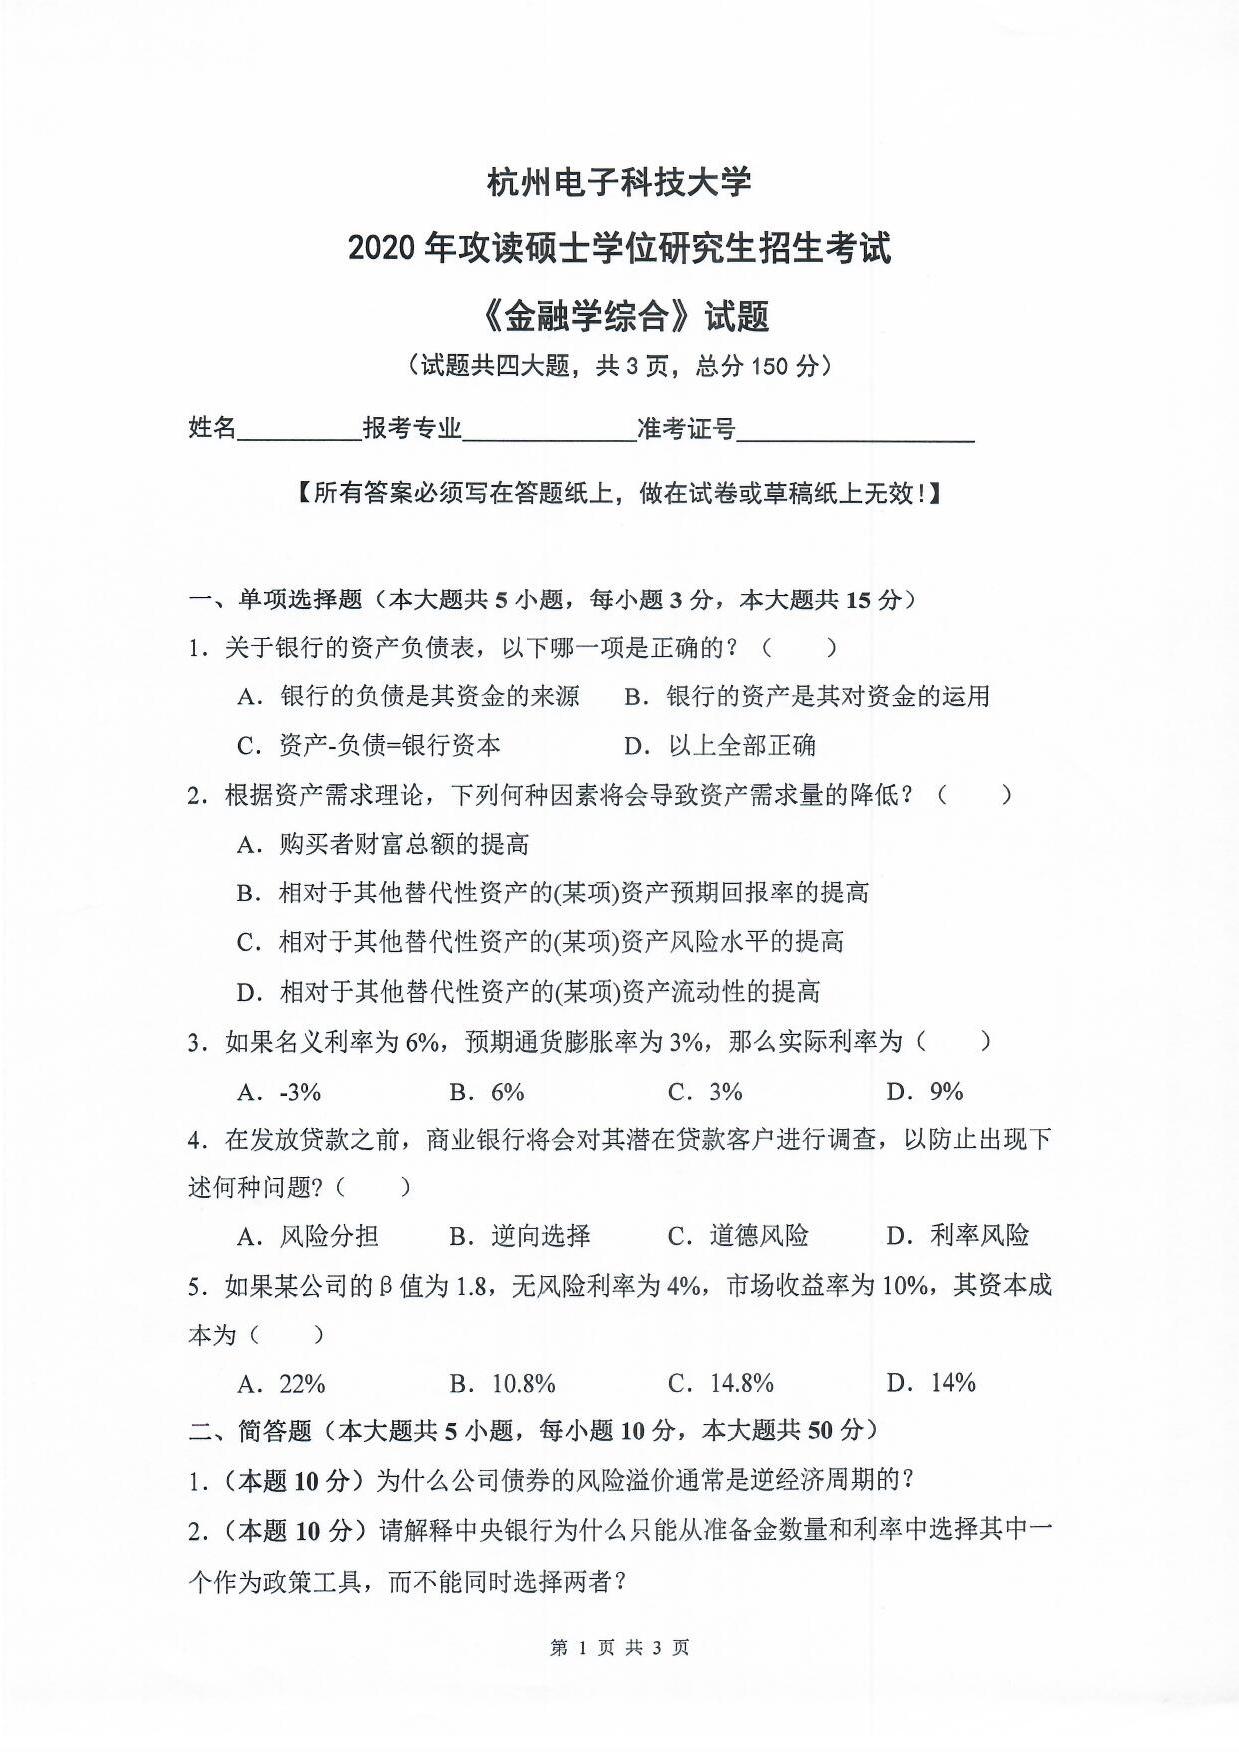 杭州电子科技大学
2020 年攻读硕士学位研究生招生考试
《金融学综合》试题
（试题共四大题，共 3 页，总分 150 分）
姓名__________报考专业______________准考证号___________________
【所有答案必须写在答题纸上，做在试卷或草稿纸上无效！】
一、单项选择题（本大题共 5 小题，每小题 3 分，本大题共 15 分）
1．关于银行的资产负债表，以下哪一项是正确的？（　　）
A．银行的负债是其资金的来源　B．银行的资产是其对资金的运用
C．资产-负债=银行资本　D．以上全部正确
2．根据资产需求理论，下列何种因素将会导致资产需求量的降低？（　　）
A．购买者财富总额的提高
B．相对于其他替代性资产的(某项)资产预期回报率的提高
C．相对于其他替代性资产的(某项)资产风险水平的提高
D．相对于其他替代性资产的(某项)资产流动性的提高
3．如果名义利率为 6%，预期通货膨胀率为 3%，那么实际利率为（　　）
A．-3%　B．6%　C．3%　D．9%
4．在发放贷款之前，商业银行将会对其潜在贷款客户进行调查，以防止出现下
述何种问题?（　　）
A．风险分担　B．逆向选择　C．道德风险　D．利率风险
5．如果某公司的 β 值为 1.8，无风险利率为 4%，市场收益率为 10%，其资本成
本为（　　）
A．22%　B．10.8%　C．14.8%　D．14%
二、简答题（本大题共 5 小题，每小题 10 分，本大题共 50 分）
1．（本题 10 分）为什么公司债券的风险溢价通常是逆经济周期的？
2．（本题 10 分）请解释中央银行为什么只能从准备金数量和利率中选择其中一
个作为政策工具，而不能同时选择两者？
第 1 页 共 3 页